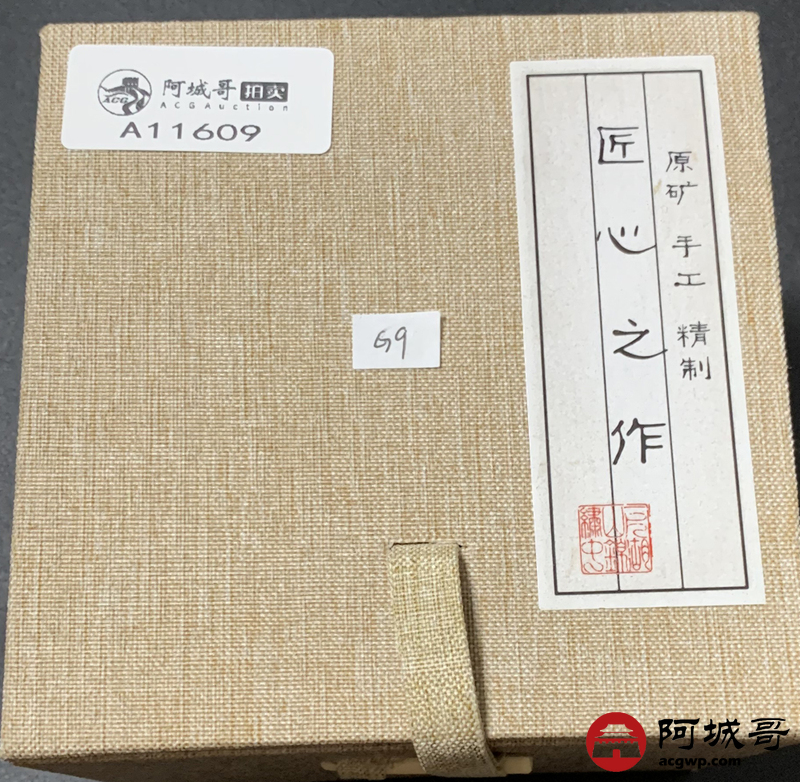 阿城哥拍卖
ACGAuction
ACG
A11609
原矿 手工 精制
匠心之作
G9
阿城哥
acgwp.com